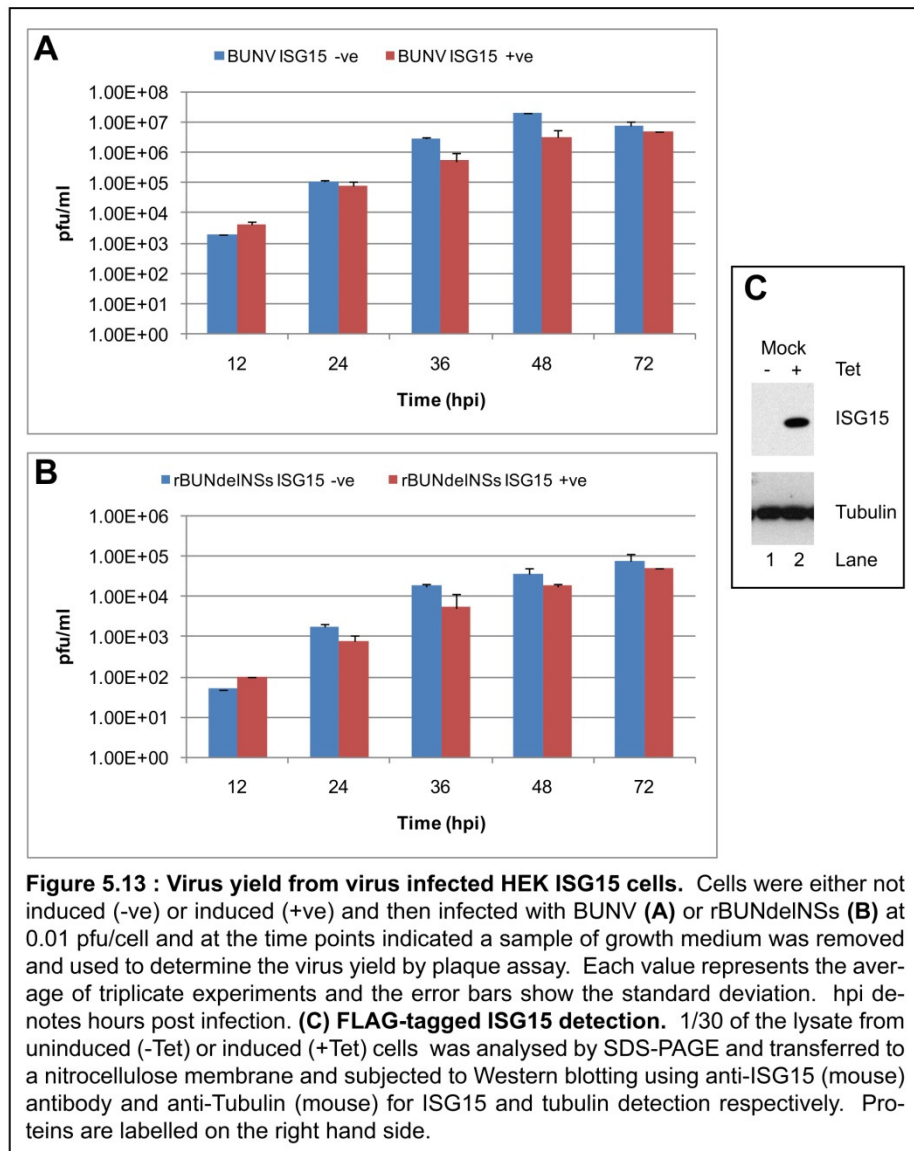 A
BUNV ISG15 -ve BUNV ISG15 +ve
1.00E+08
1.00E+07
1.00E+06
1.00E+05
1.00E+04
1.00E+03
1.00E+02
1.00E+01
1.00E+00
pfu/ml
12 24 36 48 72
Time (hpi)
B
rBUNdelNSs ISG15 -ve rBUNdelNSs ISG15 +ve
1.00E+06
1.00E+05
1.00E+04
1.00E+03
1.00E+02
1.00E+01
1.00E+00
pfu/ml
12 24 36 48 72
Time (hpi)
C
Mock
- + Tet
ISG15
Tubulin
1 2 Lane
Figure 5.13 : Virus yield from virus infected HEK ISG15 cells. Cells were either not
induced (-ve) or induced (+ve) and then infected with BUNV (A) or rBUNdelNSs (B) at
0.01 pfu/cell and at the time points indicated a sample of growth medium was removed
and used to determine the virus yield by plaque assay. Each value represents the aver-
age of triplicate experiments and the error bars show the standard deviation. hpi de-
notes hours post infection. (C) FLAG-tagged ISG15 detection. 1/30 of the lysate from
uninduced (-Tet) or induced (+Tet) cells was analysed by SDS-PAGE and transferred to
a nitrocellulose membrane and subjected to Western blotting using anti-ISG15 (mouse)
antibody and anti-Tubulin (mouse) for ISG15 and tubulin detection respectively. Pro-
teins are labelled on the right hand side.